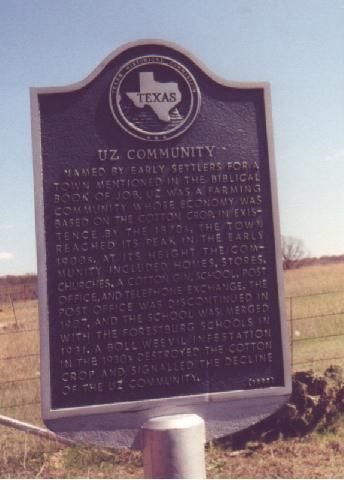 TEXAS HISTORICAL COMMISSION
TEXAS
UZ COMMUNITY
NAMED BY EARLY SETTLERS FOR A
TOWN MENTIONED IN THE BIBLICAL
BOOK OF JOB, UZ WAS A FARMING
COMMUNITY WHOSE ECONOMY WAS
BASED ON THE COTTON CROP. IN EXIS-
TENCE BY THE 1870s, THE TOWN
REACHED ITS PEAK IN THE EARLY
1900s. AT ITS HEIGHT THE COM-
MUNITY INCLUDED HOMES, STORES,
CHURCHES, A COTTON GIN, SCHOOL, POST
OFFICE, AND TELEPHONE EXCHANGE. THE
POST OFFICE WAS DISCONTINUED IN
1907, AND THE SCHOOL WAS MERGED
WITH THE FORESTBURG SCHOOLS IN
1931. A BOLL WEEVIL INFESTATION
IN THE 1930s DESTROYED THE COTTON
CROP AND SIGNALLED THE DECLINE
OF THE UZ COMMUNITY.